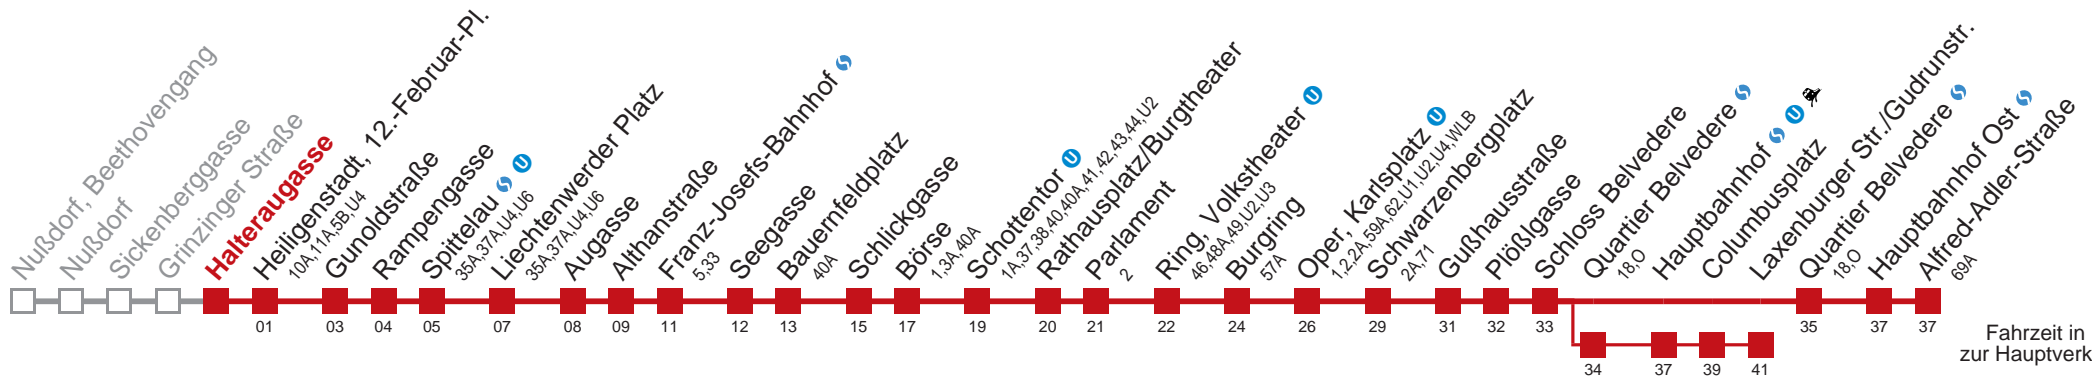 Nußdorf, Beethovengang
Nußdorf
Sickenberggasse
Grinzinger Straße
Halteraugasse
Heiligenstadt, 12.-Februar-Pl.
10A,11A,5B,U4
Gunoldstraße
Rampengasse
Spittelau S U
35A,37A,U4,U6
Liechtenwerder Platz
35A,37A,U4,U6
Augasse
Althanstraße
Franz-Josefs-Bahnhof S
5,33
Seegasse
Bauernfeldplatz
40A
Schlickgasse
Börse
1,3A,40A
Schottentor U
1A,37,38,40,40A,41,42,43,44,U2
Rathausplatz/Burgtheater
Parlament
2
Ring, Volkstheater U
46,48A,49,U2,U3
Burgring
57A
Oper, Karlsplatz U
1,2,2A,59A,62,U1,U2,U4,WLB
Schwarzenbergplatz
2A,71
Gußhausstraße
Plößlgasse
Schloss Belvedere
Quartier Belvedere S
18,O
Hauptbahnhof S U
Columbusplatz
Laxenburger Str./Gudrunstr.
Quartier Belvedere S
18,O
Hauptbahnhof Ost S
Alfred-Adler-Straße
69A
01 03 04 05 07 08 09 11 12 13 15 17 19 20 21 22 24 26 29 31 32 33 35 37 37
34 37 39 41
Fahrzeit in
zur Hauptverk